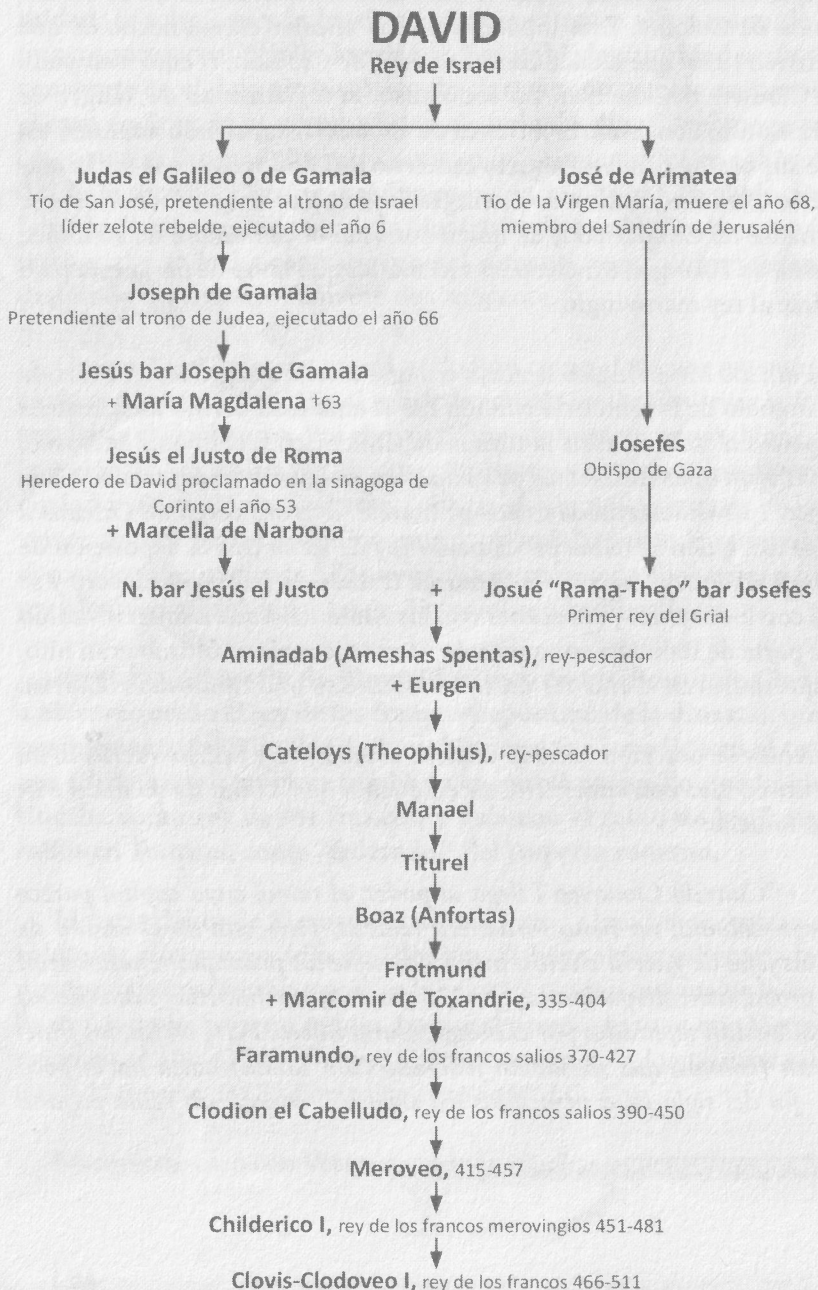 DAVID
Rey de Israel
Judas el Galileo o de Gamala
Tío de San José, pretendiente al trono de Israel
líder zelote rebelde, ejecutado el año 6
José de Arimatea
Tío de la Virgen María, muere el año 68,
miembro del Sanedrín de Jerusalén
Joseph de Gamala
Pretendiente al trono de Judea, ejecutado el año 66
Jesús bar Joseph de Gamala
+ María Magdalena †63
Jesús el Justo de Roma
Heredero de David proclamado en la sinagoga de
Corinto el año 53
+ Marcella de Narbona
Josefes
Obispo de Gaza
N. bar Jesús el Justo + Josué “Rama-Theo” bar Josefes
Primer rey del Grial
Aminadab (Ameshas Spentas), rey-pescador
+ Eurgen
Cateloys (Theophilus), rey-pescador
Manael
Titurel
Boaz (Anfortas)
Frotmund
+ Marcomir de Toxandrie, 335-404
Faramundo, rey de los francos salios 370-427
Clodion el Cabelludo, rey de los francos salios 390-450
Meroveo, 415-457
Childerico I, rey de los francos merovingios 451-481
Clovis-Clodoveo I, rey de los francos 466-511